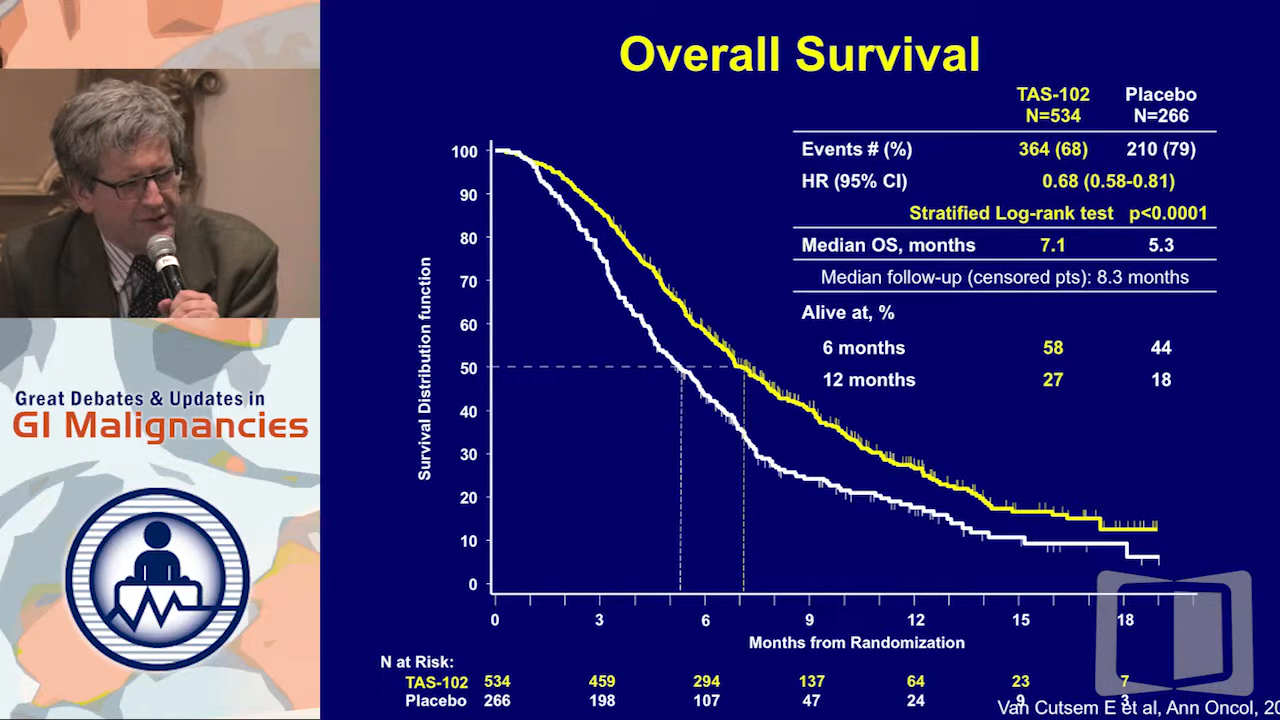 Overall Survival
TAS-102 Placebo
N=534 N=266
Events # (%) 364 (68) 210 (79)
HR (95% CI) 0.68 (0.58-0.81)
Stratified Log-rank test p<0.0001
Median OS, months 7.1 5.3
Median follow-up (censored pts): 8.3 months
Alive at, %
6 months 58 44
12 months 27 18
Survival Distribution function
100
90
80
70
60
50
40
30
20
10
0
0 3 6 9 12 15 18
Months from Randomization
N at Risk:
TAS-102 534 459 294 137 64 23 7
Placebo 266 198 107 47 24 9 3
Van Cutsem E et al, Ann Oncol, 20
Great Debates & Updates in
GI Malignancies